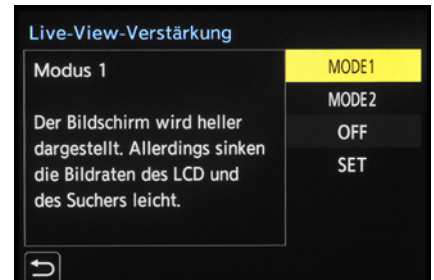 Live-View-Verstärkung
Modus 1
Der Bildschirm wird heller
dargestellt. Allerdings sinken
die Bildraten des LCD und
des Suchers leicht.
MODE1
MODE2
OFF
SET